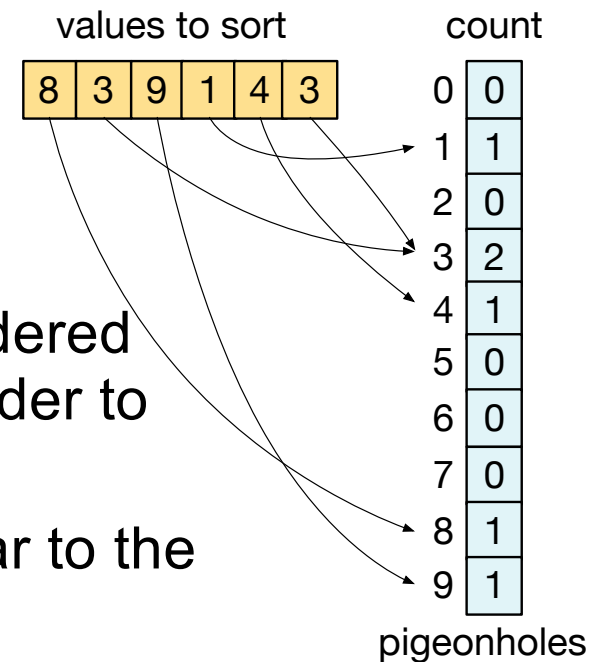 values to sort
8 3 9 1 4 3
count
0 0
1 1
2 0
3 2
4 1
5 0
6 0
7 0
8 1
9 1
pigeonholes
dered
der to
ar to the